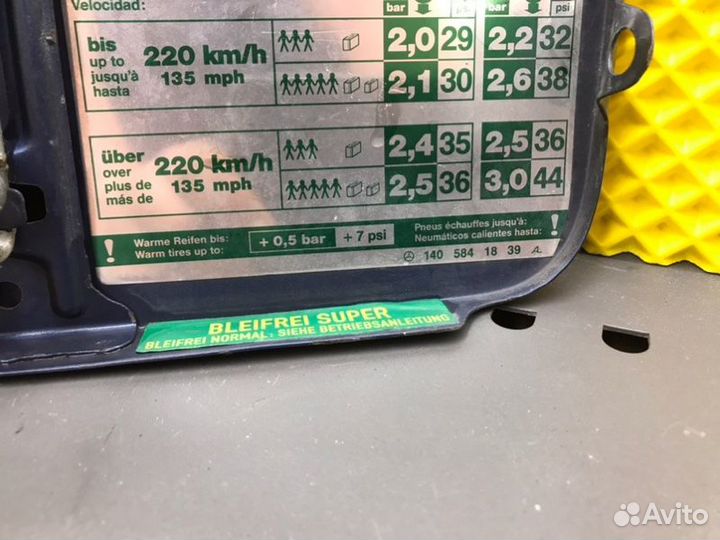 Velocidad:
bar psi bar psi
bis
up to
jusqu'à
hasta
220 km/h
135 mph
2,0 29 2,2 32
2,1 30 2,6 38
über
over
plus de
más de
220 km/h
135 mph
2,4 35 2,5 36
2,5 36 3,0 44
! Warme Reifen bis:
Warm tires up to:
+ 0,5 bar + 7 psi
Pneus échauffés jusqu'à:
Neumáticos calientes hasta: !
140 584 18 39 A
BLEIFREI SUPER
BLEIFREI NORMAL: SIEHE BETRIEBSANLEITUNG
Avito